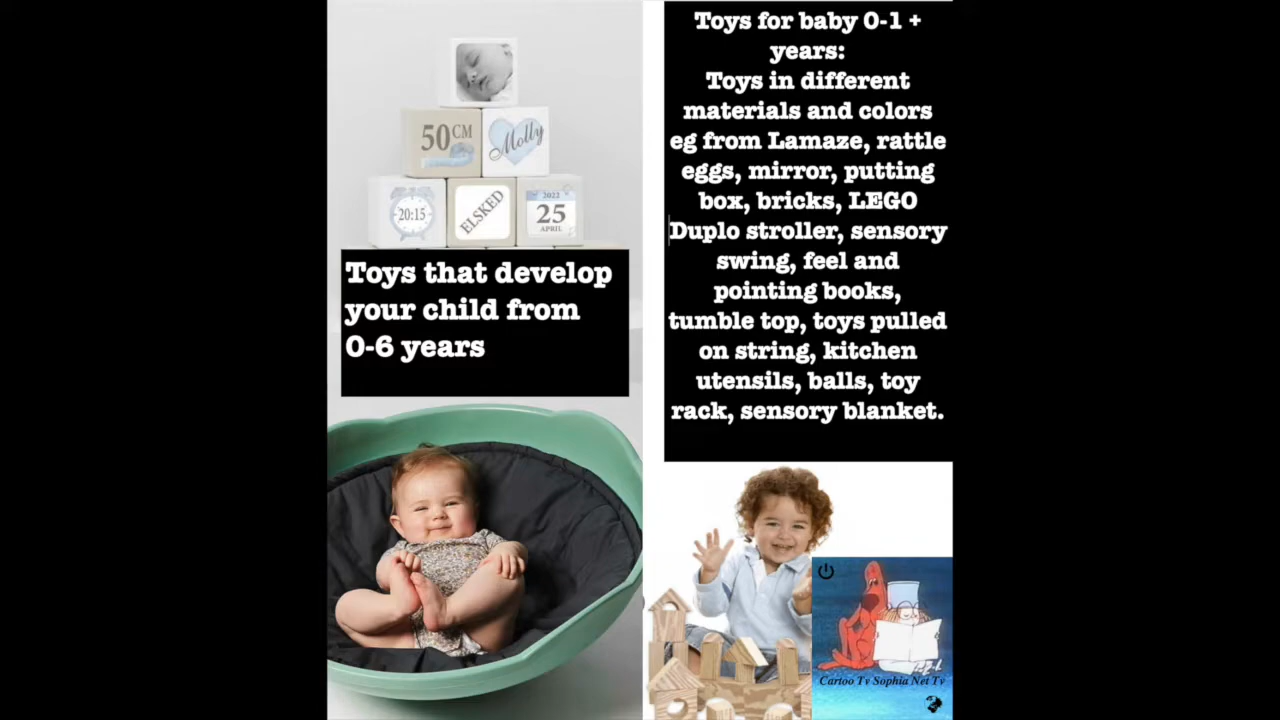 50CM
Molly
20:15
ELSKED
2022
25
APRIL
Toys that develop
your child from
0-6 years
Toys for baby 0-1 +
years:
Toys in different
materials and colors
eg from Lamaze, rattle
eggs, mirror, putting
box, bricks, LEGO
Duplo stroller, sensory
swing, feel and
pointing books,
tumble top, toys pulled
on string, kitchen
utensils, balls, toy
rack, sensory blanket.
Cartoo Tv Sophia Net Tv